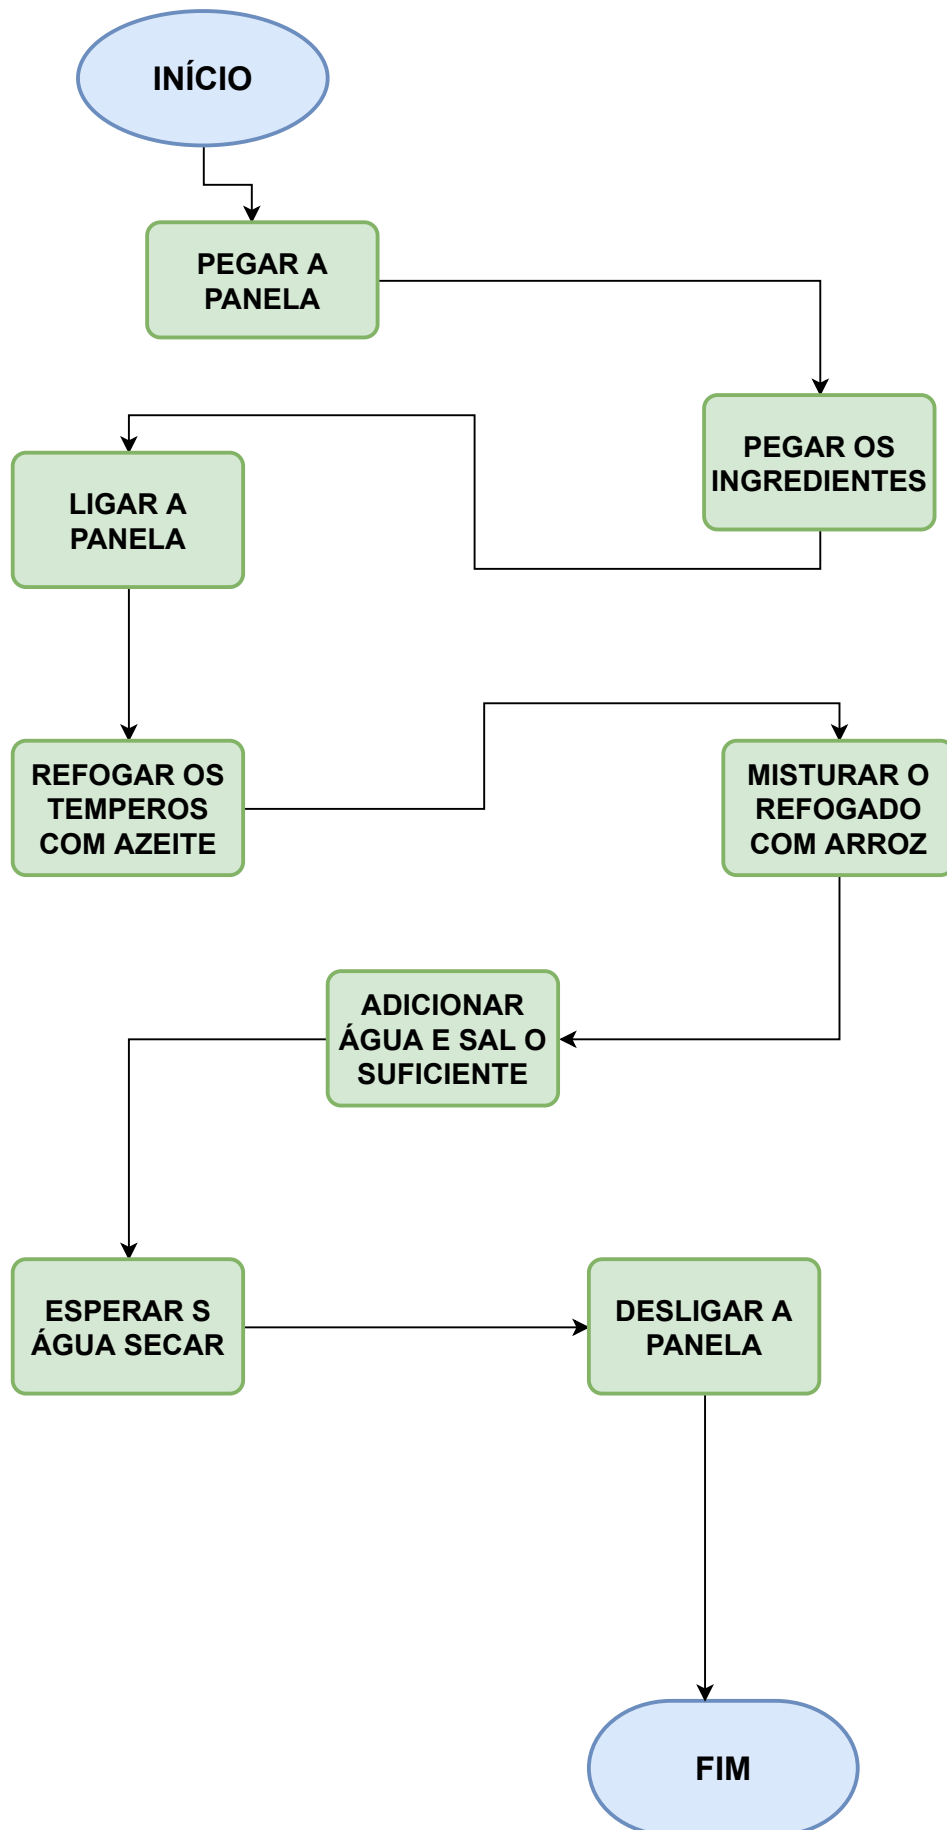 INÍCIO
PEGAR A
PANELA
PEGAR OS
INGREDIENTES
LIGAR A
PANELA
REFOGAR OS
TEMPEROS
COM AZEITE
MISTURAR O
REFOGADO
COM ARROZ
ADICIONAR
ÁGUA E SAL O
SUFICIENTE
ESPERAR S
ÁGUA SECAR
DESLIGAR A
PANELA
FIM